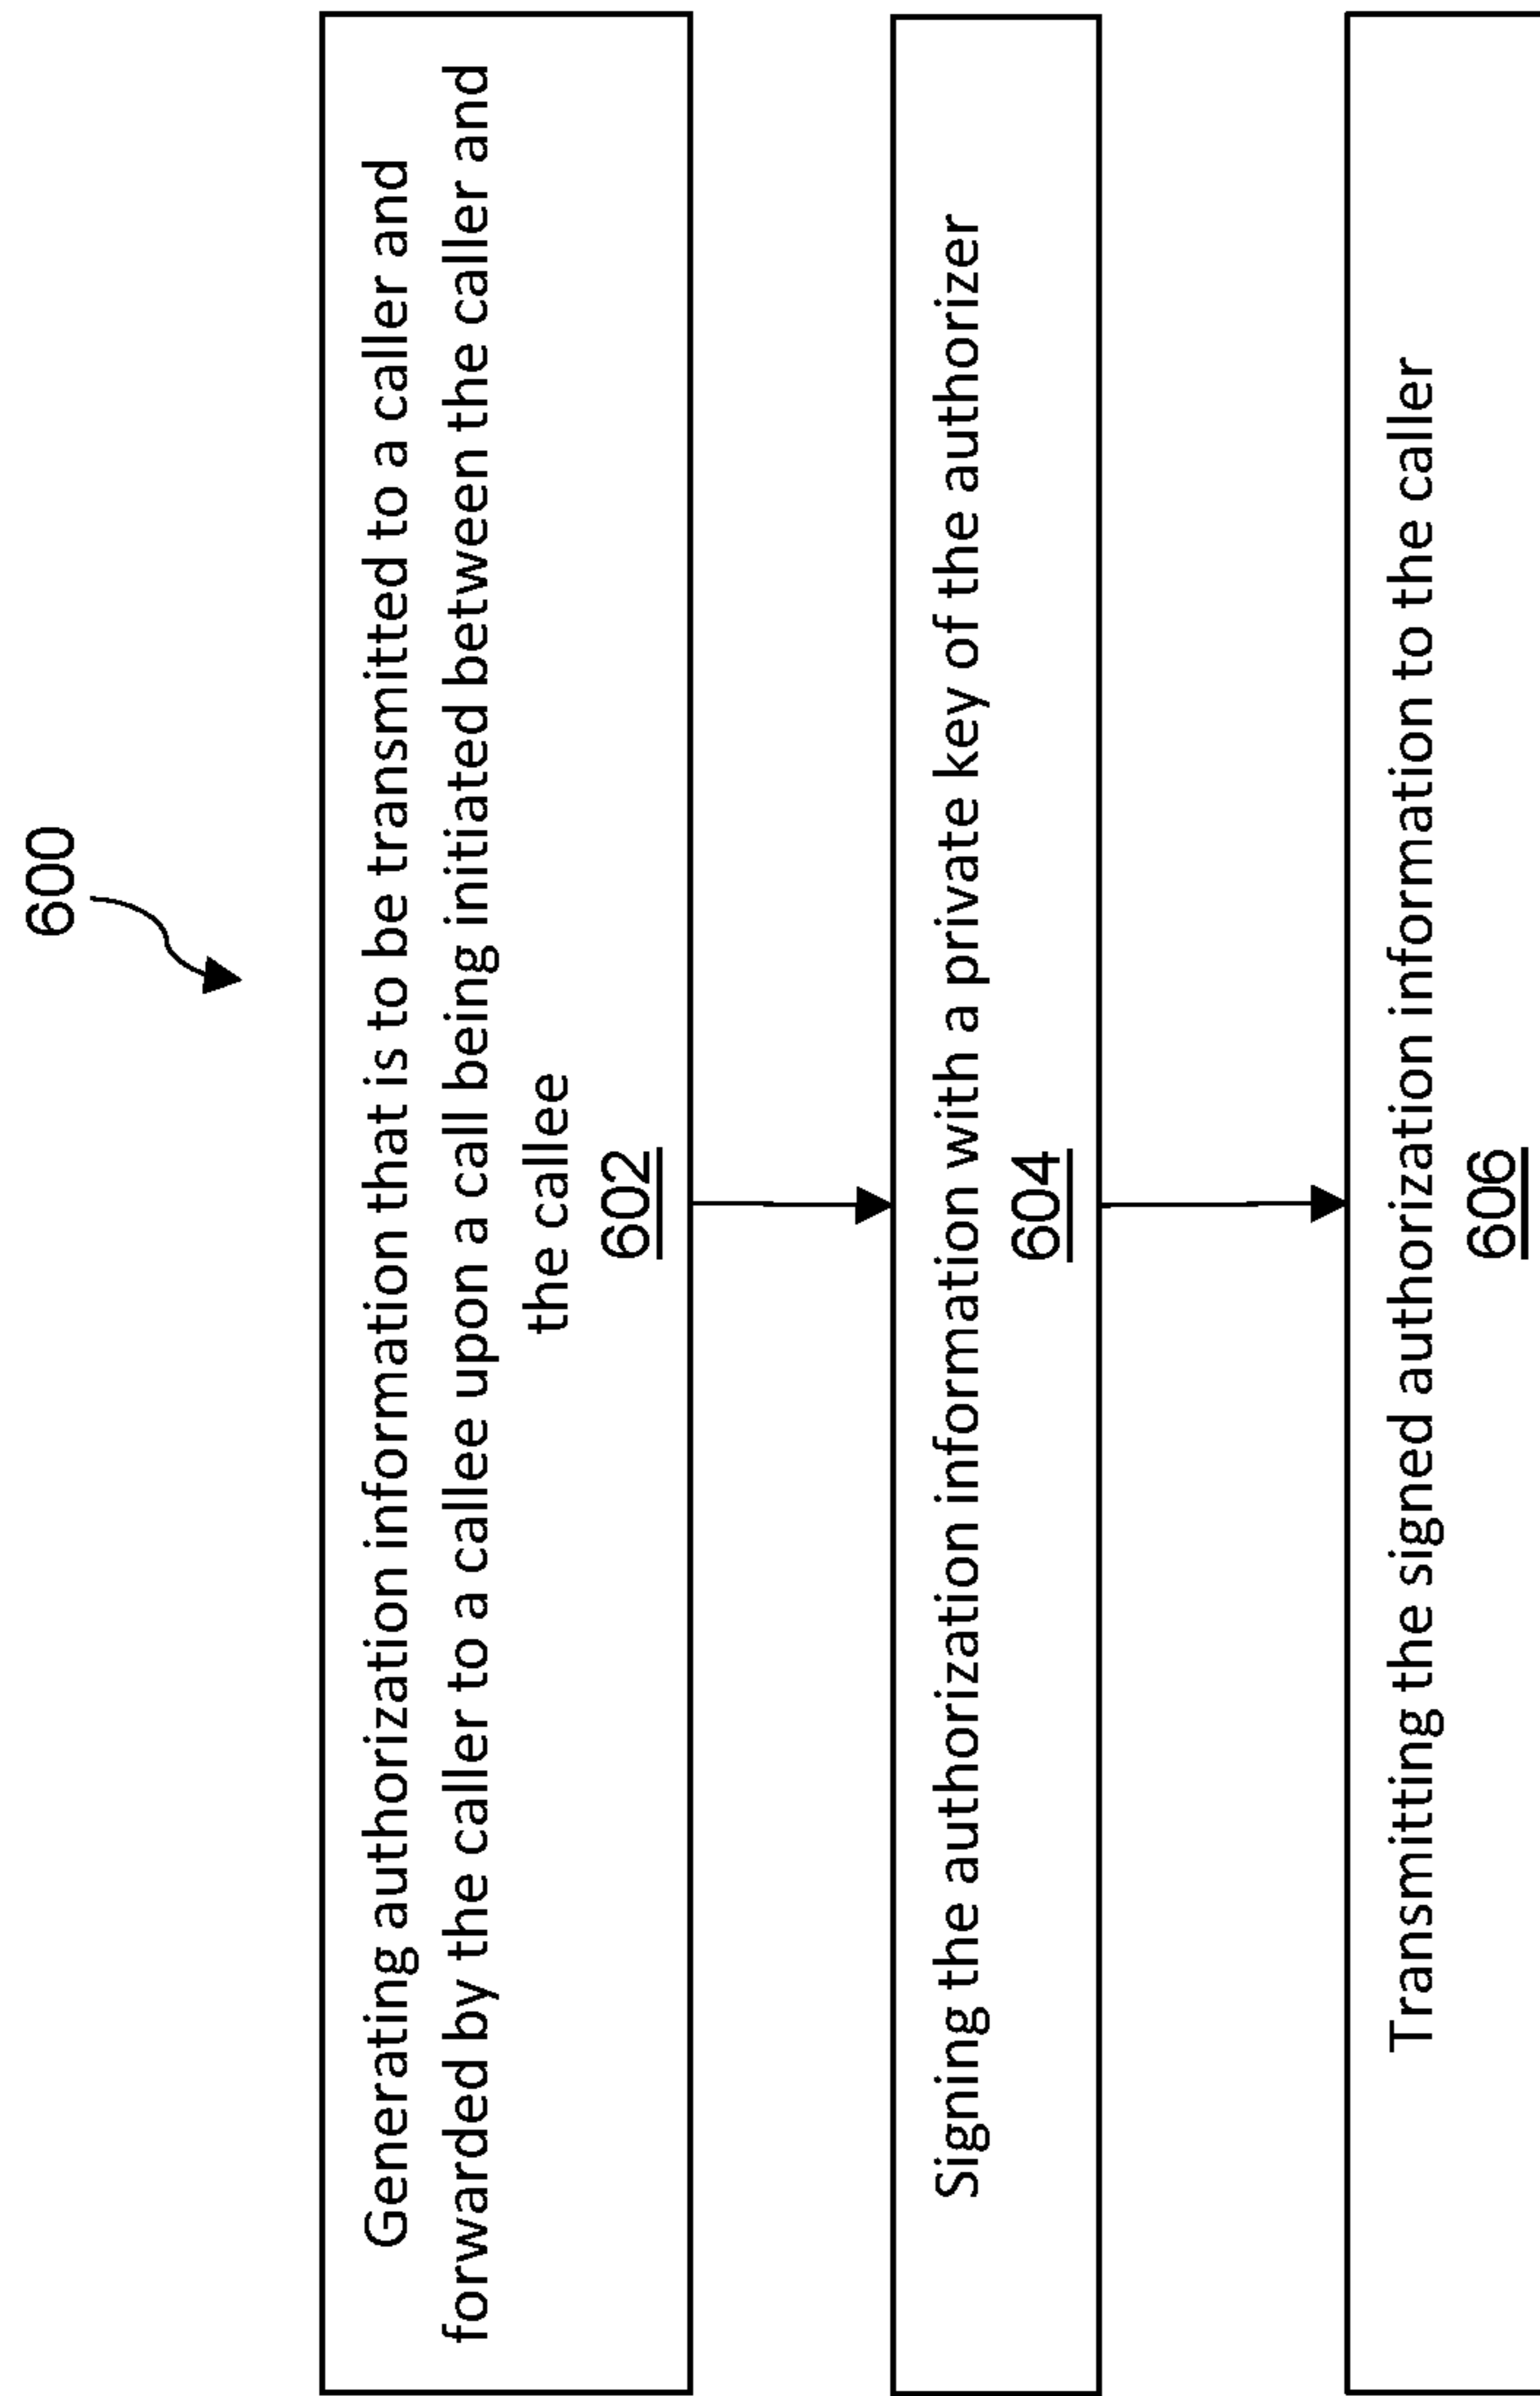 600
Generating authorization information that is to be transmitted to a caller and
forwarded by the caller to a callee upon a call being initiated between the caller and
the callee
602
Signing the authorization information with a private key of the authorizer
604
Transmitting the signed authorization information to the caller
606